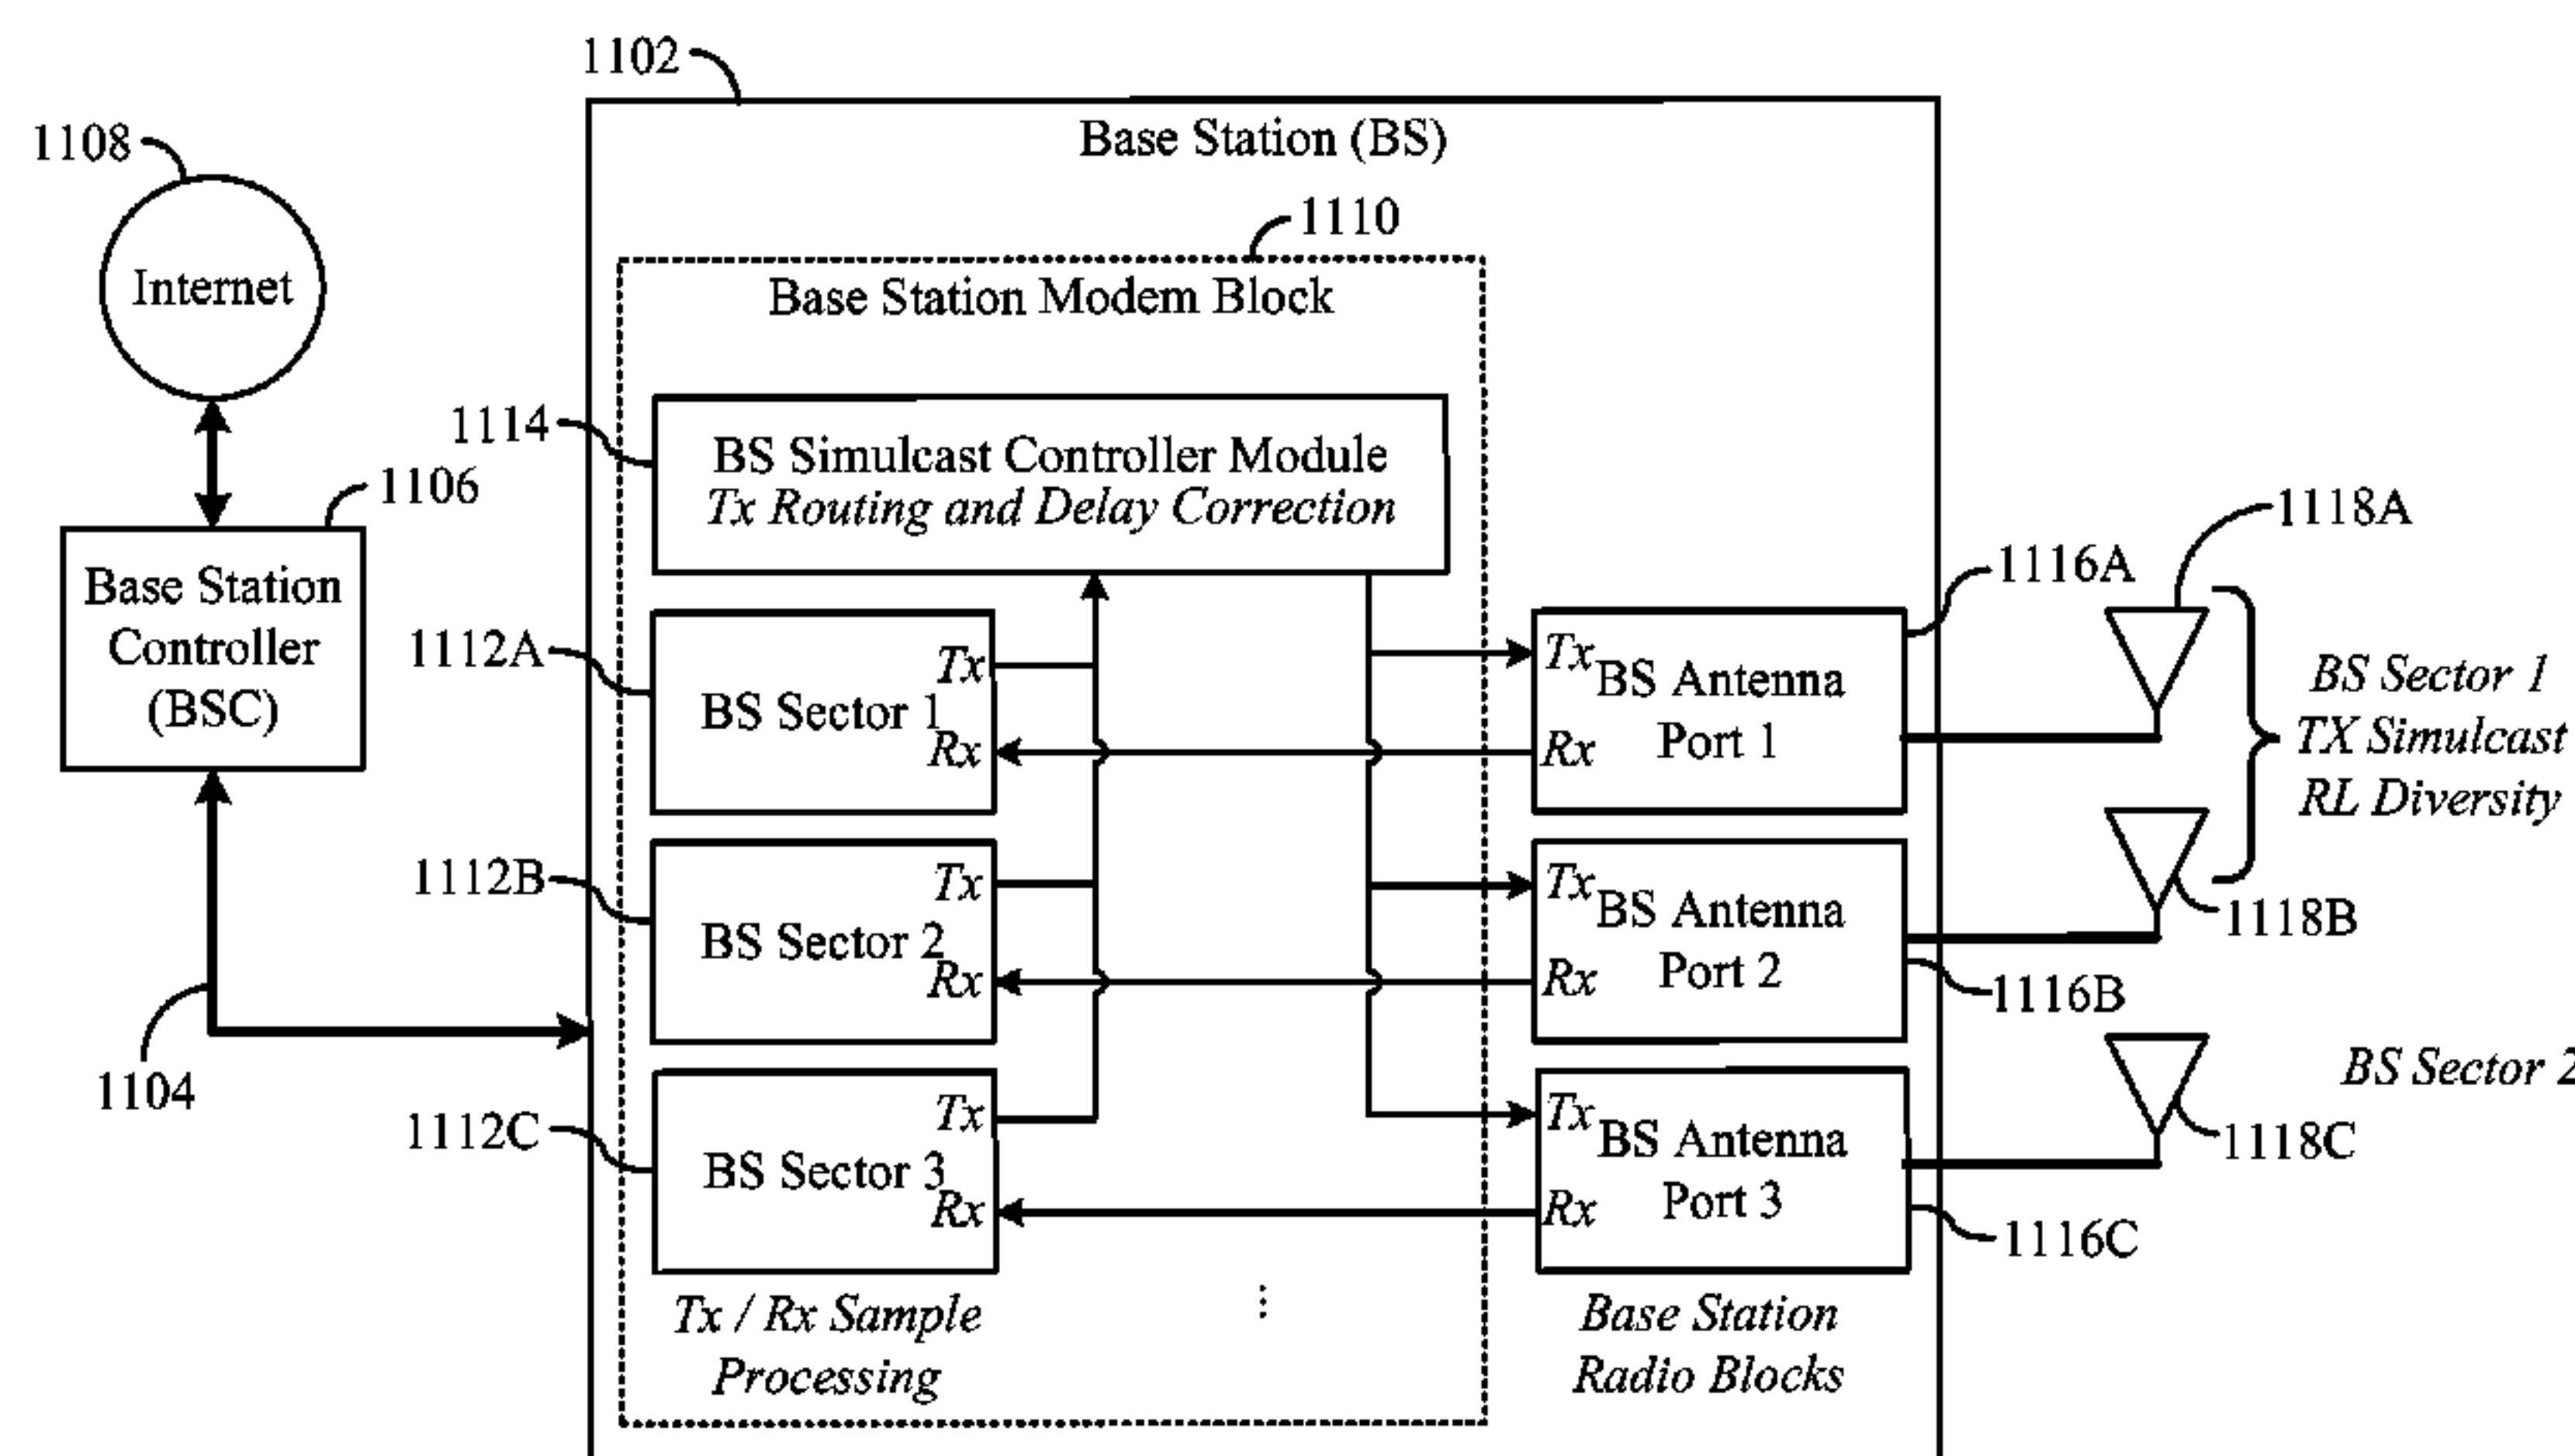 1102
1108
Base Station (BS)
1110
Internet
Base Station Modem Block
1114
BS Simulcast Controller Module
Tx Routing and Delay Correction
1106
Base Station
Controller
(BSC)
1118A
1116A
1112A
BS Sector 1
Tx
Rx
Tx
Rx
BS Antenna
Port 1
BS Sector 1
TX Simulcast
RL Diversity
1112B
BS Sector 2
Tx
Rx
Tx
Rx
BS Antenna
Port 2
1118B
1116B
1104
1112C
BS Sector 3
Tx
Rx
Tx
Rx
BS Antenna
Port 3
BS Sector 2
1118C
1116C
Tx / Rx Sample
Processing
⋮
Base Station
Radio Blocks